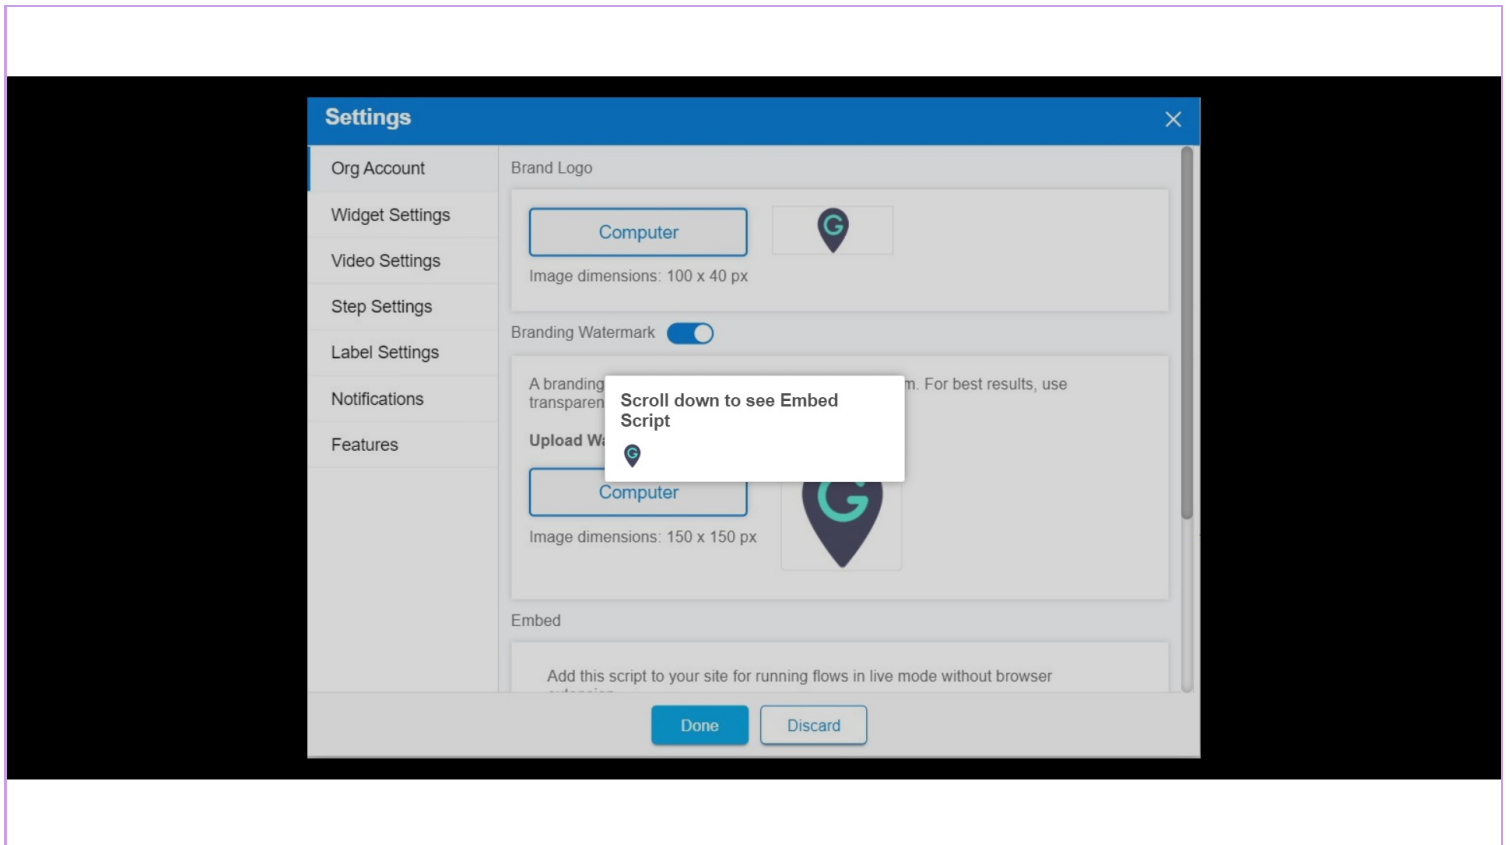 Settings
Org Account
Widget Settings
Video Settings
Step Settings
Label Settings
Notifications
Features
Brand Logo
Computer
G
Image dimensions: 100 x 40 px
Branding Watermark
A branding
m. For best results, use
transparen
Upload Wa
Scroll down to see Embed
Script
G
Computer
G
Image dimensions: 150 x 150 px
Embed
Add this script to your site for running flows in live mode without browser
Done
Discard